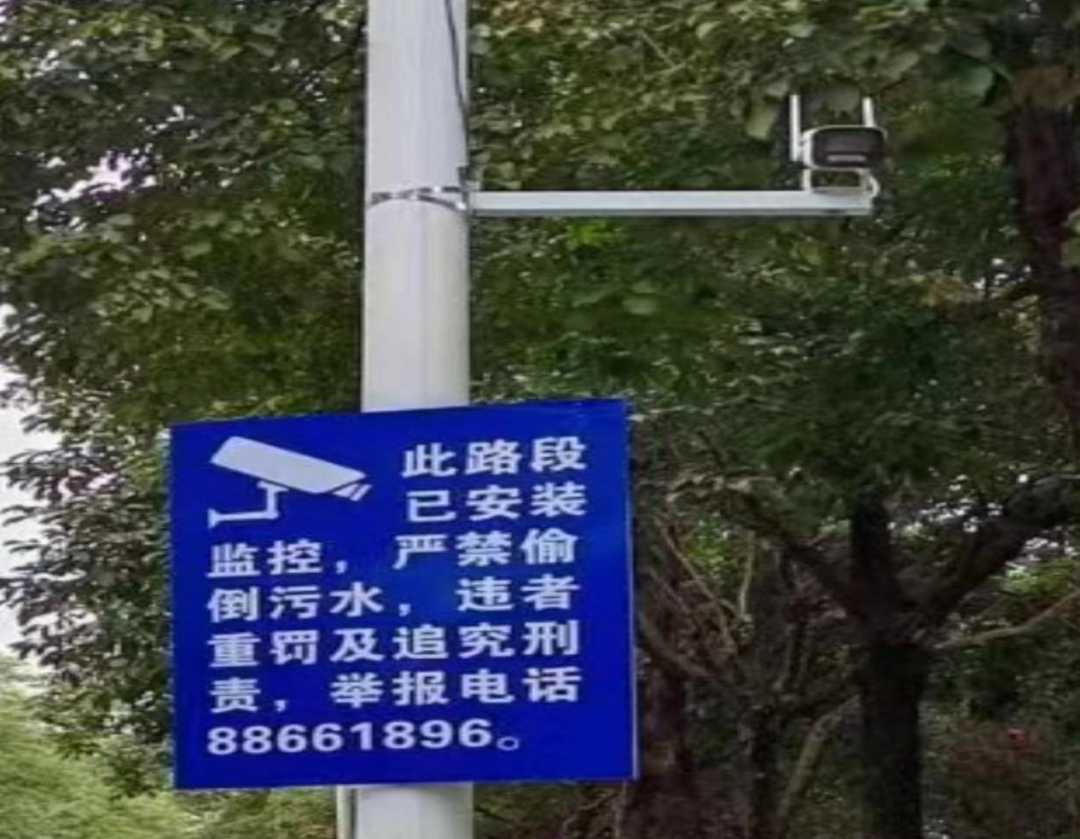 此路段
已安装
监控，严禁偷
倒污水，违者
重罚及追究刑
责，举报电话
88661896。